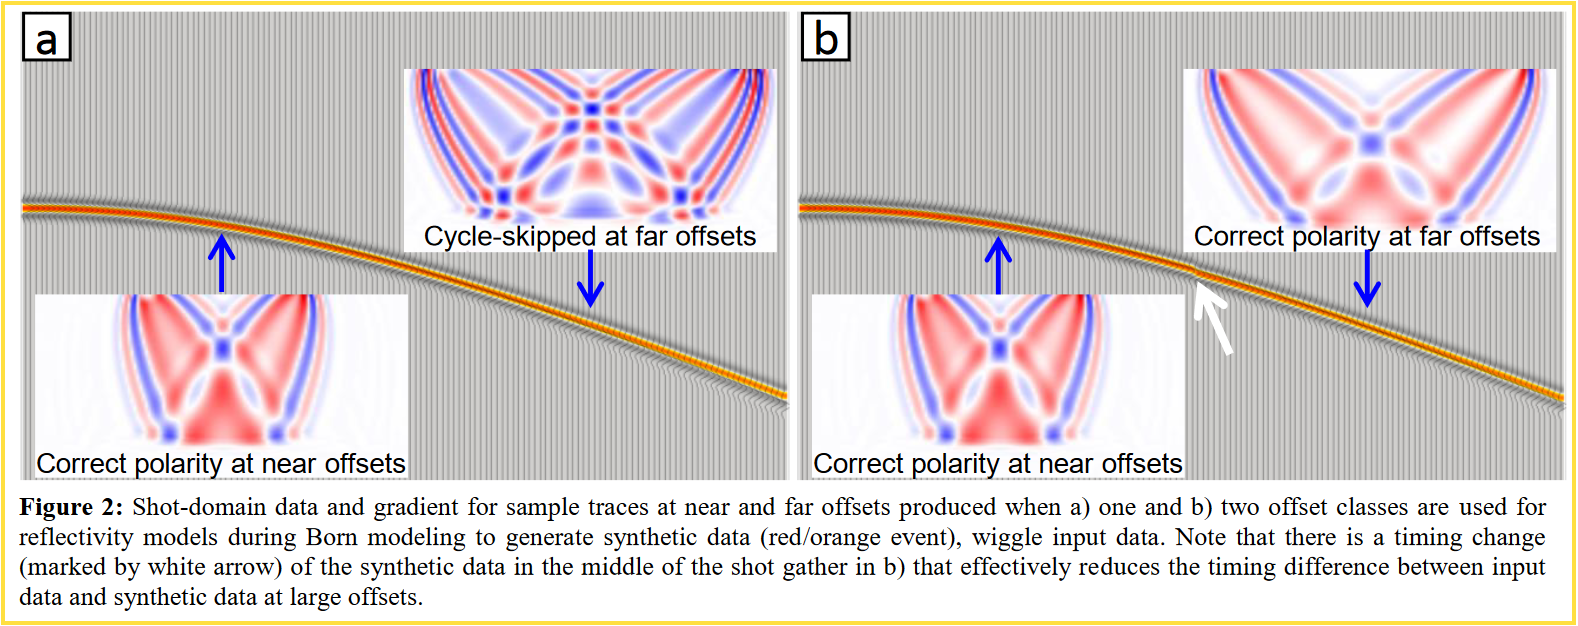 a
b
Cycle-skipped at far offsets
Correct polarity at far offsets
Correct polarity at near offsets
Correct polarity at near offsets
Figure 2: Shot-domain data and gradient for sample traces at near and far offsets produced when a) one and b) two offset classes are used for
reflectivity models during Born modeling to generate synthetic data (red/orange event), wiggle input data. Note that there is a timing change
(marked by white arrow) of the synthetic data in the middle of the shot gather in b) that effectively reduces the timing difference between input
data and synthetic data at large offsets.